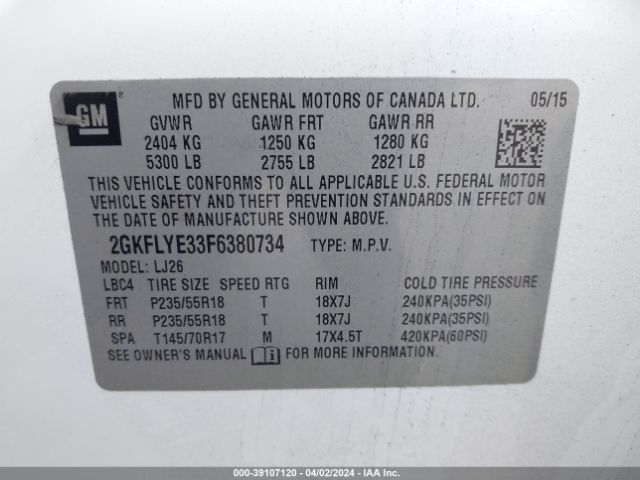 GM ® MFD BY GENERAL MOTORS OF CANADA LTD. 05/15
GVWR GAWR FRT GAWR RR
2404 KG 1250 KG 1280 KG
5300 LB 2755 LB 2821 LB
THIS VEHICLE CONFORMS TO ALL APPLICABLE U.S. FEDERAL MOTOR
VEHICLE SAFETY AND THEFT PREVENTION STANDARDS IN EFFECT ON
THE DATE OF MANUFACTURE SHOWN ABOVE.
2GKFLYE33F6380734 TYPE: M.P.V.
MODEL: LJ26
LBC4 TIRE SIZE SPEED RTG RIM COLD TIRE PRESSURE
FRT P235/55R18 T 18X7J 240KPA(35PSI)
RR P235/55R18 T 18X7J 240KPA(35PSI)
SPA T145/70R17 M 17X4.5T 420KPA(60PSI)
SEE OWNER'S MANUAL FOR MORE INFORMATION.
000-39107120 - 04/02/2024 - IAAI.com